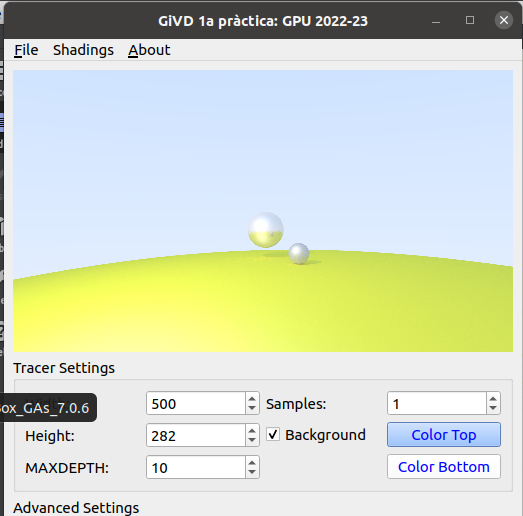 GiVD 1a pràctica: GPU 2022-23
File Shadings About
Tracer Settings
ox_GAs_7.0.6
500 Samples: 1
Height: 282 Background Color Top
MAXDEPTH: 10 Color Bottom
Advanced Settings